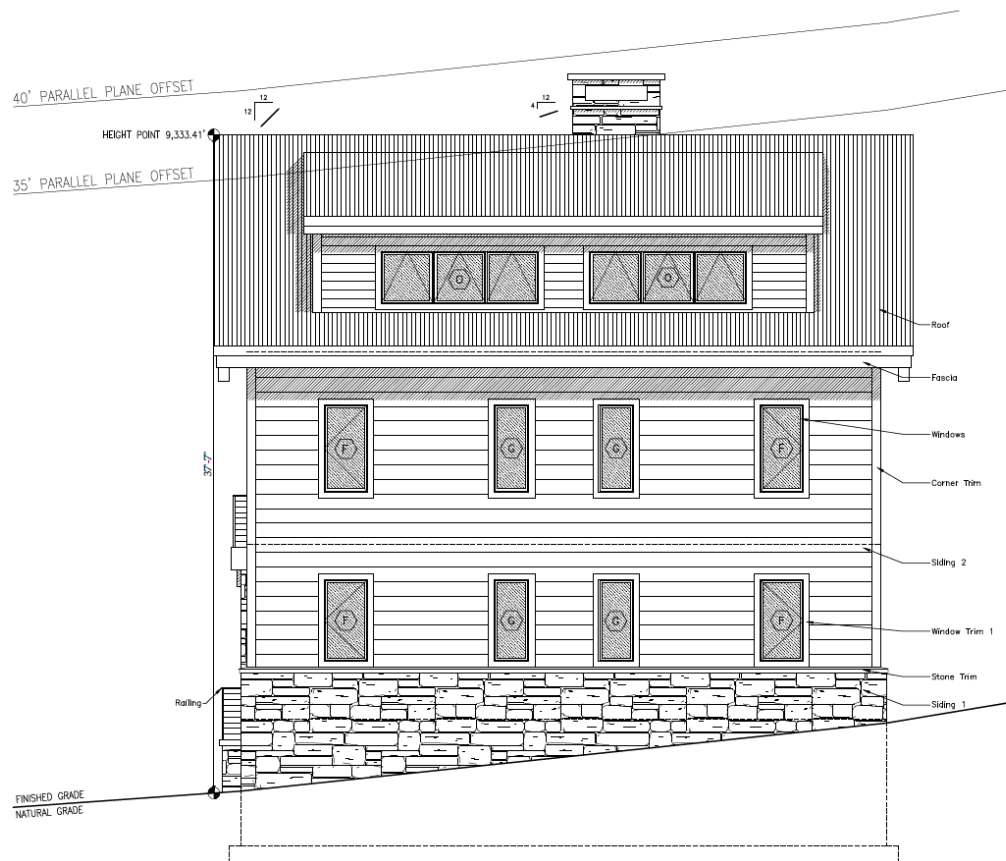 40' PARALLEL PLANE OFFSET
12
12
12
4
HEIGHT POINT 9,333.41'
35' PARALLEL PLANE OFFSET
O
O
Roof
Fascia
Windows
F
G
G
F
37'-7"
Corner Trim
Siding 2
F
G
G
F
Window Trim 1
Stone Trim
Railing
Siding 1
FINISHED GRADE
NATURAL GRADE